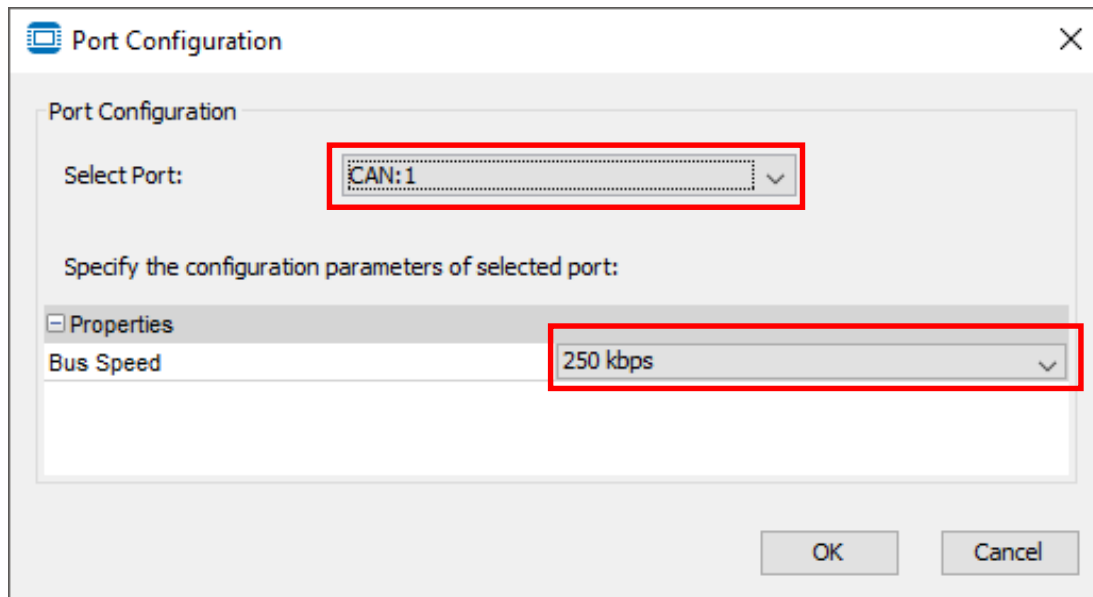 Port Configuration
Port Configuration
Select Port: CAN:1
Specify the configuration parameters of selected port:
Properties
Bus Speed 250 kbps
OK Cancel